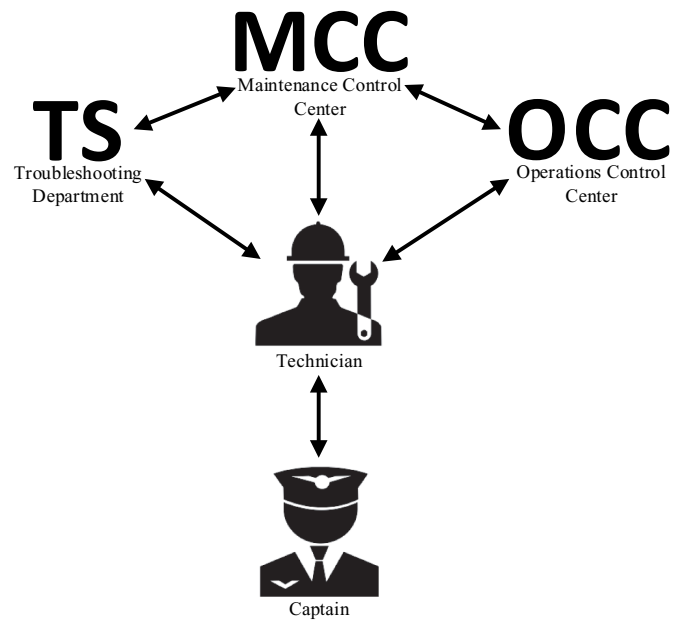 MCC
Maintenance Control
Center
TS
Troubleshooting
Department
OCC
Operations Control
Center
Technician
Captain